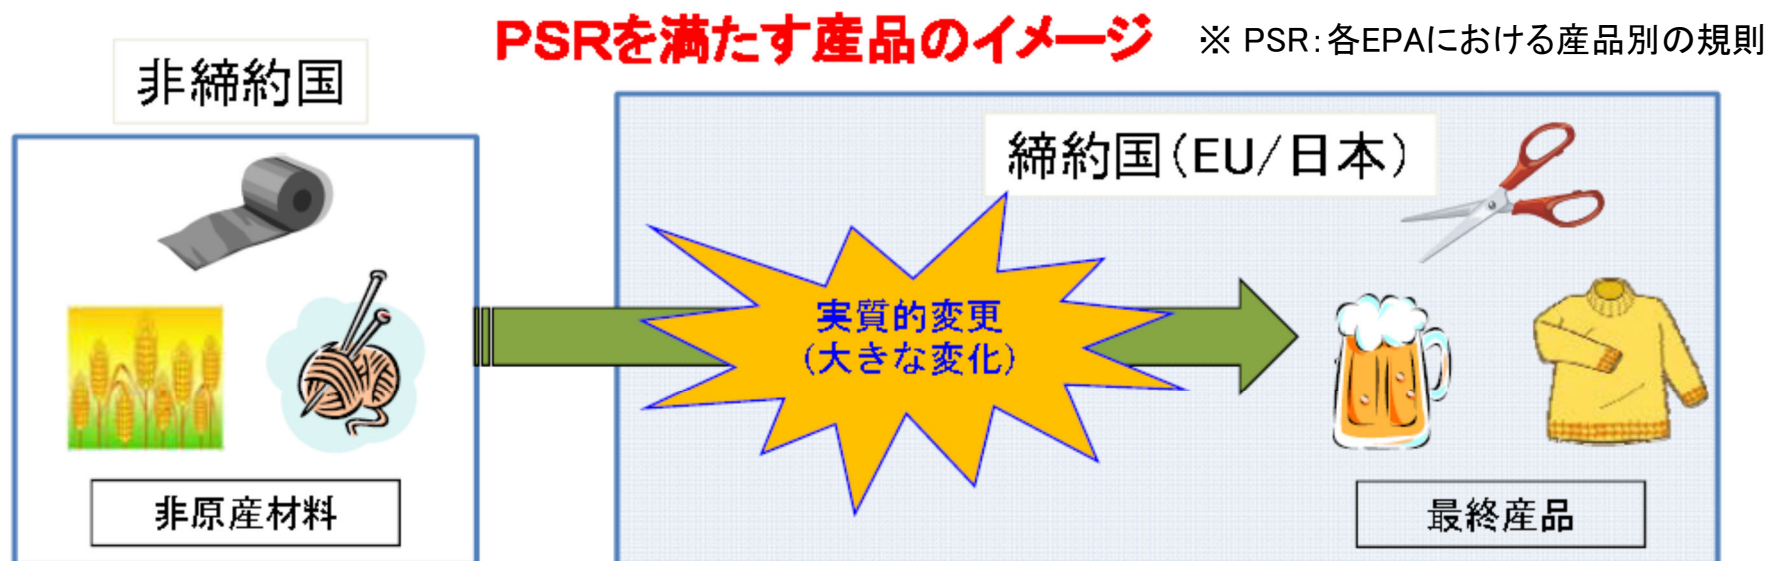 PSRを満たす産品のイメージ
※ PSR:各EPAにおける産品別の規則
非締約国
締約国(EU/日本)
実質的変更
(大きな変化)
非原産材料
最終産品